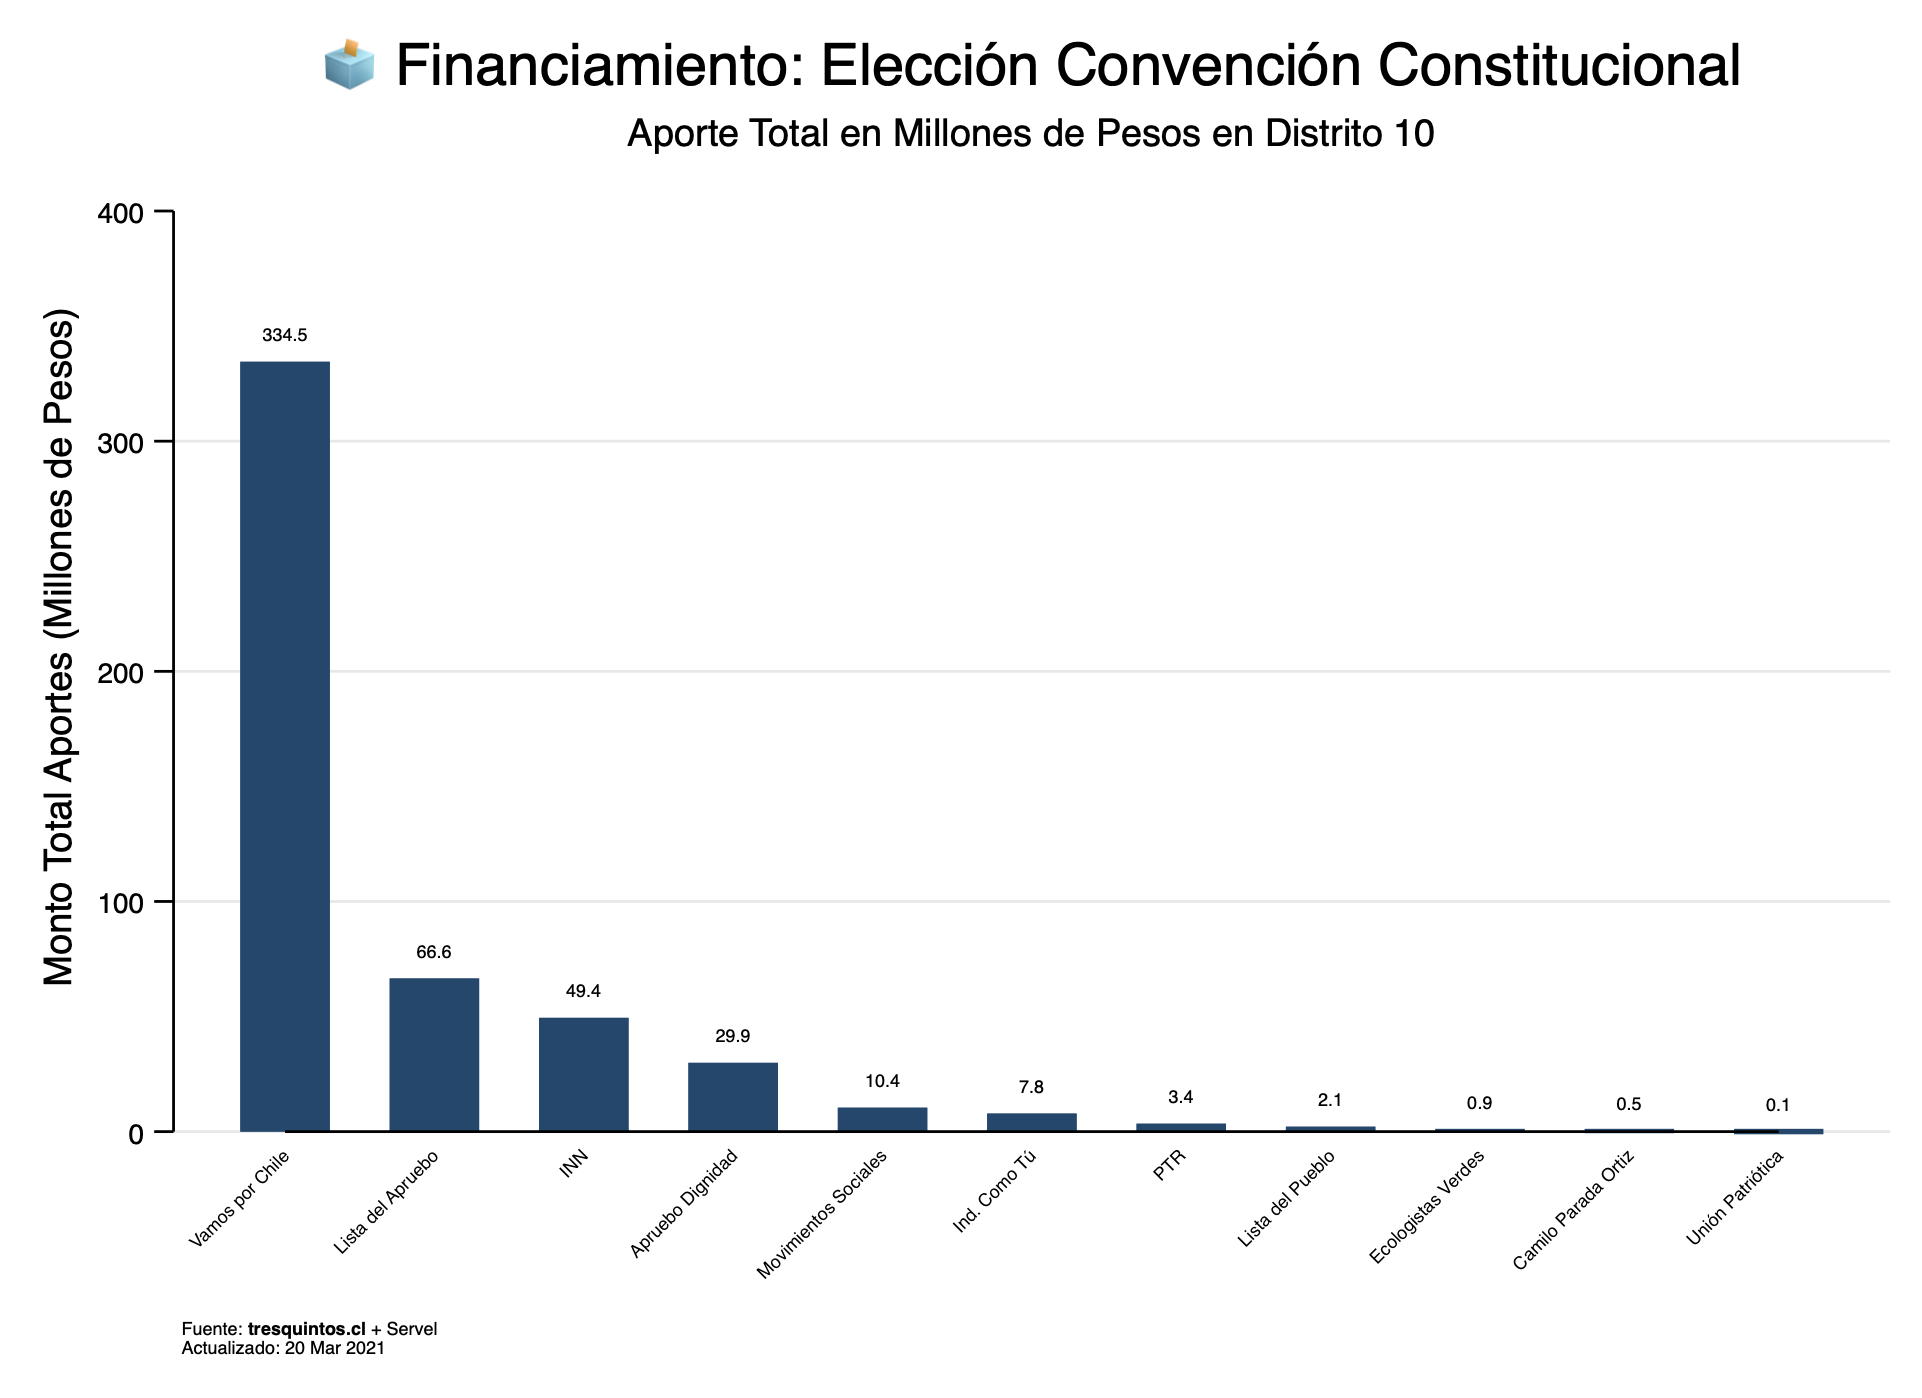 Financiamiento: Elección Convención Constitucional
Aporte Total en Millones de Pesos en Distrito 10
Monto Total Aportes (Millones de Pesos)
400
300
200
100
0
334.5
66.6
49.4
29.9
10.4
7.8
3.4
2.1
0.9
0.5
0.1
Vamos por Chile
Lista del Apruebo
INN
Apruebo Dignidad
Movimientos Sociales
Ind. Como Tú
PTR
Lista del Pueblo
Ecologistas Verdes
Camilo Parada Ortiz
Unión Patriótica
Fuente: tresquintos.cl + Servel
Actualizado: 20 Mar 2021